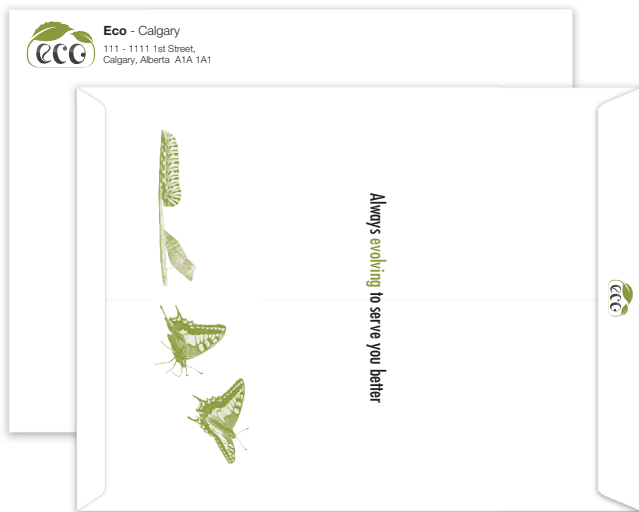 eco
Eco - Calgary
111 - 1111 1st Street,
Calgary, Alberta A1A 1A1
Always evolving to serve you better
eco